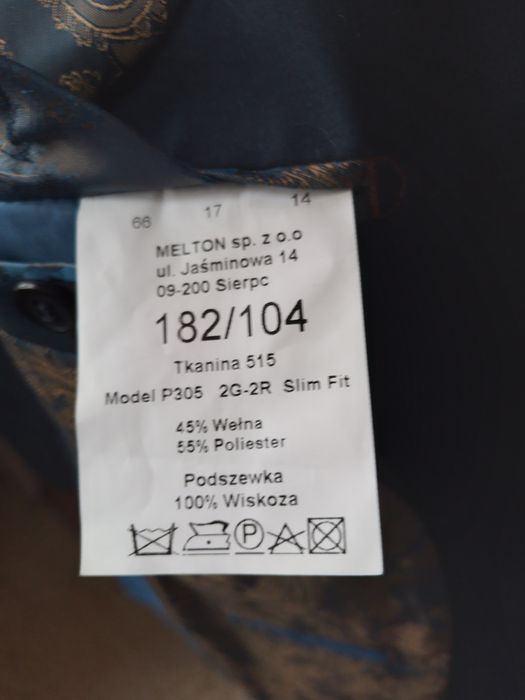 66 17 14
MELTON sp. z o.o
ul. Jaśminowa 14
09-200 Sierpc
182/104
Tkanina 515
Model P305 2G-2R Slim Fit
45% Wełna
55% Poliester
Podszewka
100% Wiskoza
P